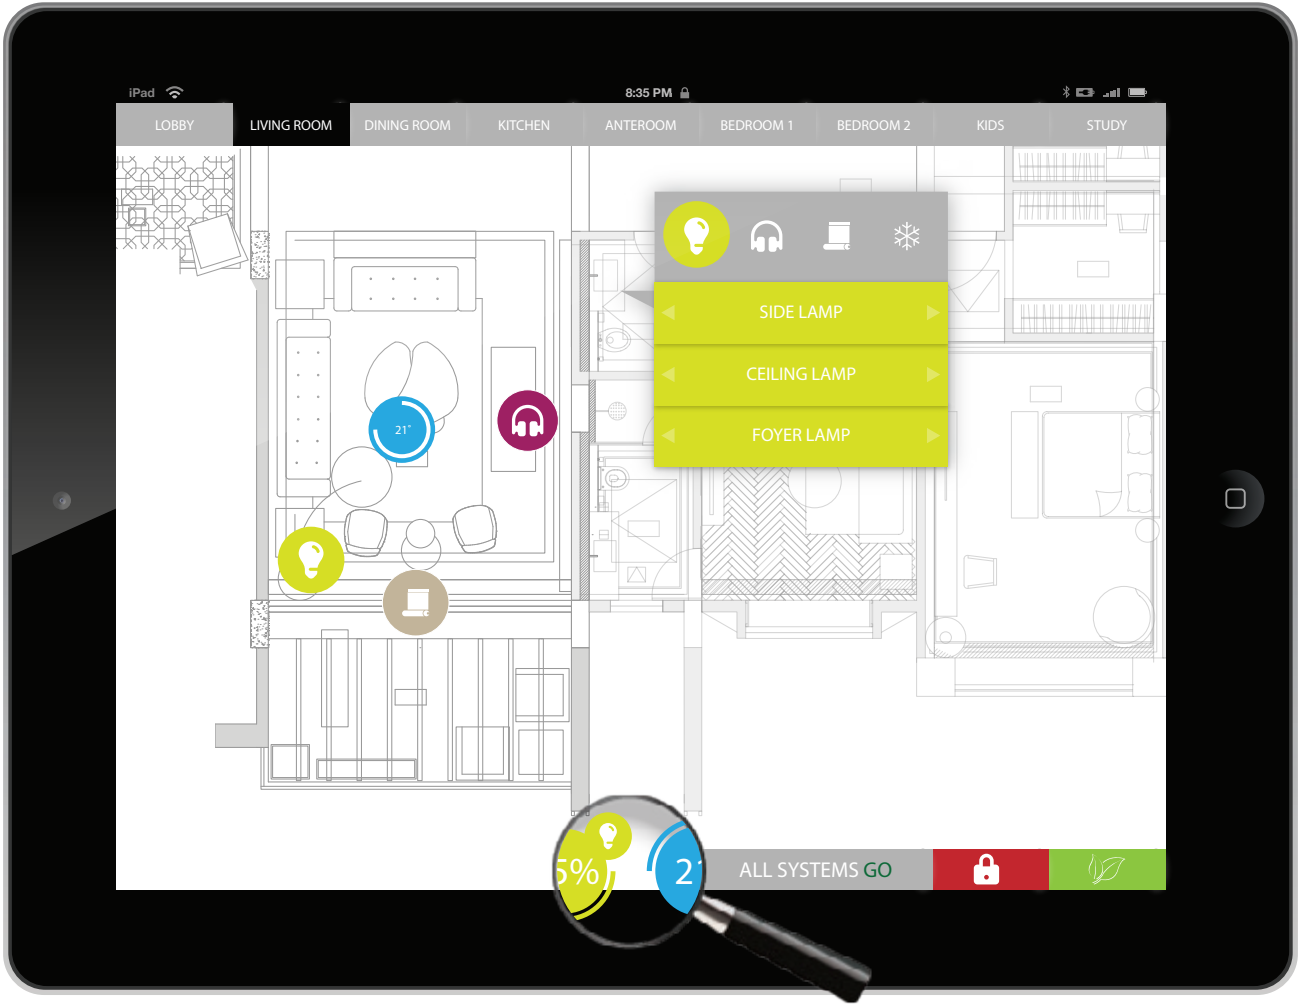 iPad
8:35 PM
LOBBY
LIVING ROOM
DINING ROOM
KITCHEN
ANTEROOM
BEDROOM 1
BEDROOM 2
KIDS
STUDY
SIDE LAMP
CEILING LAMP
FOYER LAMP
21°
5%
2
ALL SYSTEMS GO